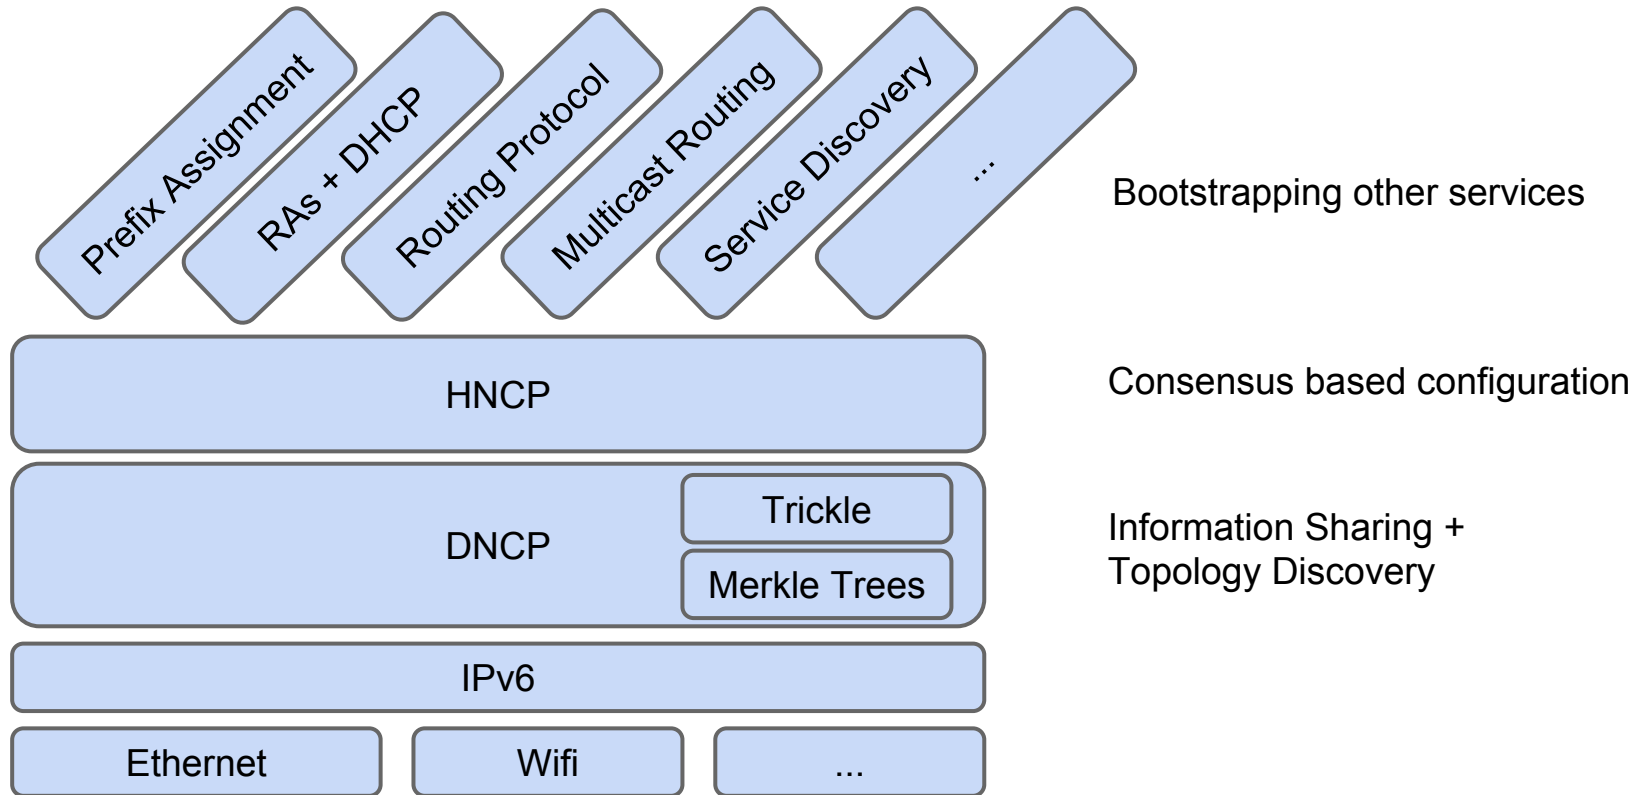 Prefix Assignment
RAs + DHCP
Routing Protocol
Multicast Routing
Service Discovery
...
Bootstrapping other services
HNCP
Consensus based configuration
DNCP
Trickle
Merkle Trees
Information Sharing +
Topology Discovery
IPv6
Ethernet
Wifi
...